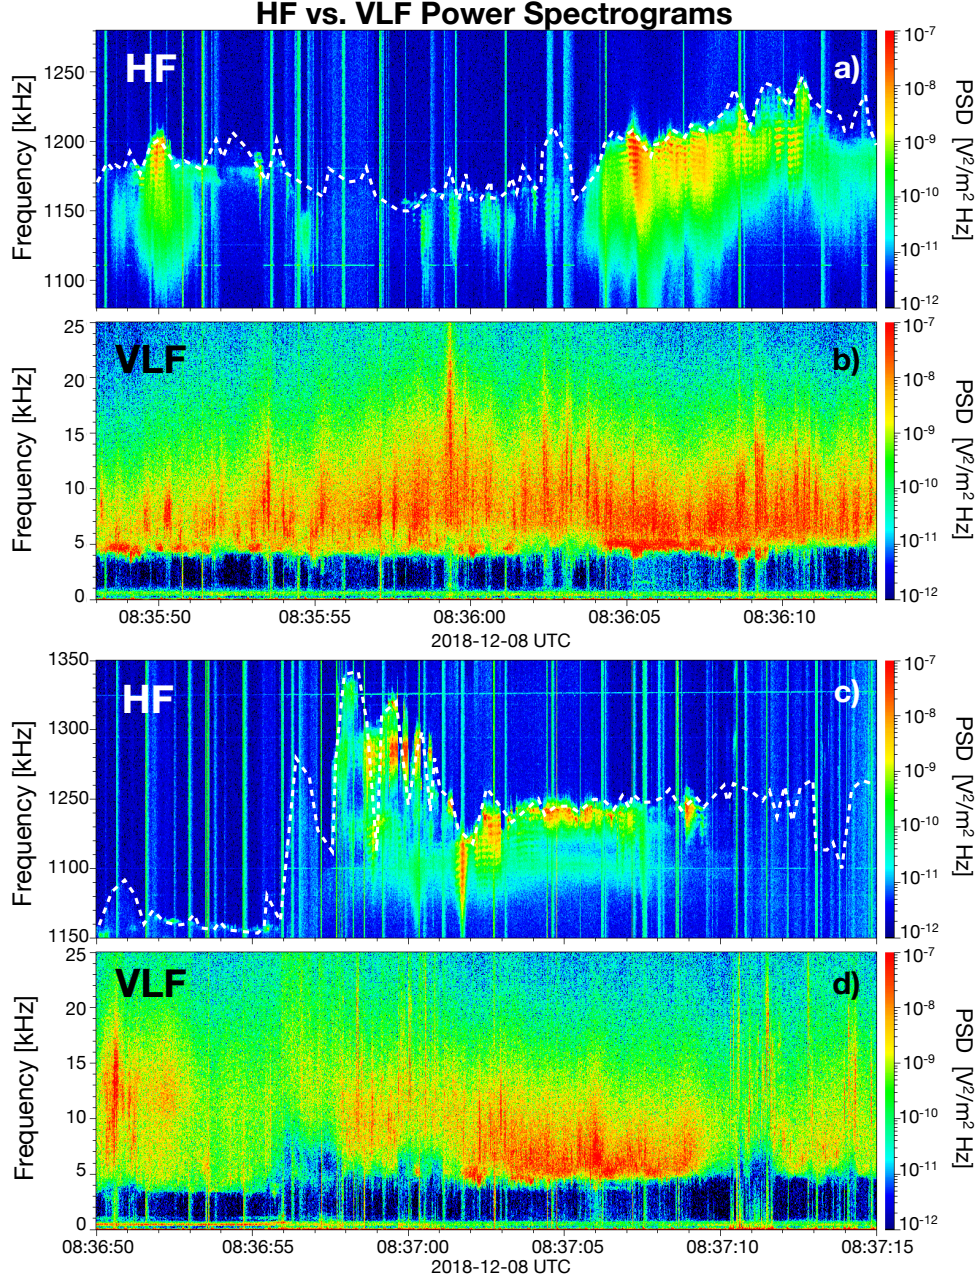 HF vs. VLF Power Spectrograms
HF
a)
Frequency [kHz]
1250
1200
1150
1100
10⁻⁷
10⁻⁸
10⁻⁹
10⁻¹⁰
10⁻¹¹
10⁻¹²
PSD [V²/m² Hz]
VLF
b)
Frequency [kHz]
25
20
15
10
5
0
10⁻⁷
10⁻⁸
10⁻⁹
10⁻¹⁰
10⁻¹¹
10⁻¹²
PSD [V²/m² Hz]
08:35:50 08:35:55 08:36:00 08:36:05 08:36:10
2018-12-08 UTC
HF
c)
Frequency [kHz]
1350
1300
1250
1200
1100
1150
10⁻⁷
10⁻⁸
10⁻⁹
10⁻¹⁰
10⁻¹¹
10⁻¹²
PSD [V²/m² Hz]
VLF
d)
Frequency [kHz]
25
20
15
10
5
0
10⁻⁷
10⁻⁸
10⁻⁹
10⁻¹⁰
10⁻¹¹
10⁻¹²
PSD [V²/m² Hz]
08:36:50 08:36:55 08:37:00 08:37:05 08:37:10 08:37:15
2018-12-08 UTC